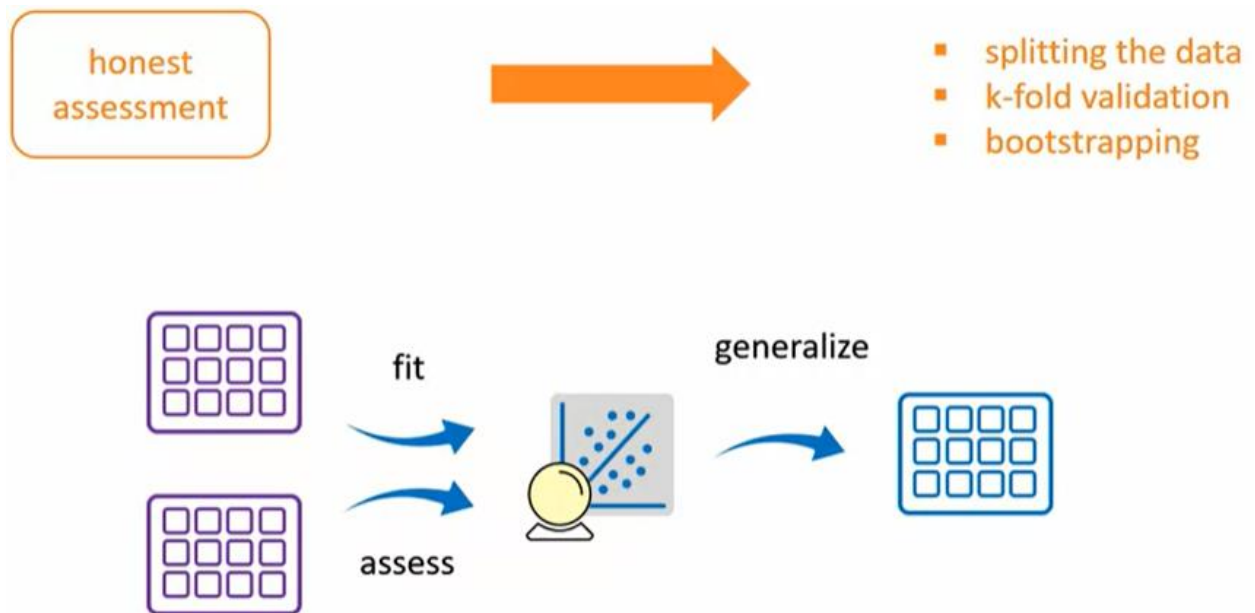 honest
assessment
▪ splitting the data
▪ k-fold validation
▪ bootstrapping
fit
generalize
assess